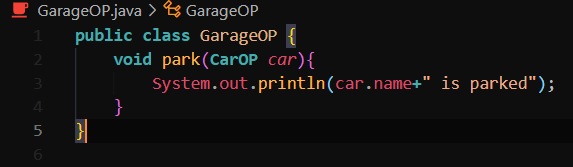 GarageOP.java > GarageOP
1 public class GarageOP {
2 void park(CarOP car){
3 System.out.println(car.name+" is parked");
4 }
5 }
6